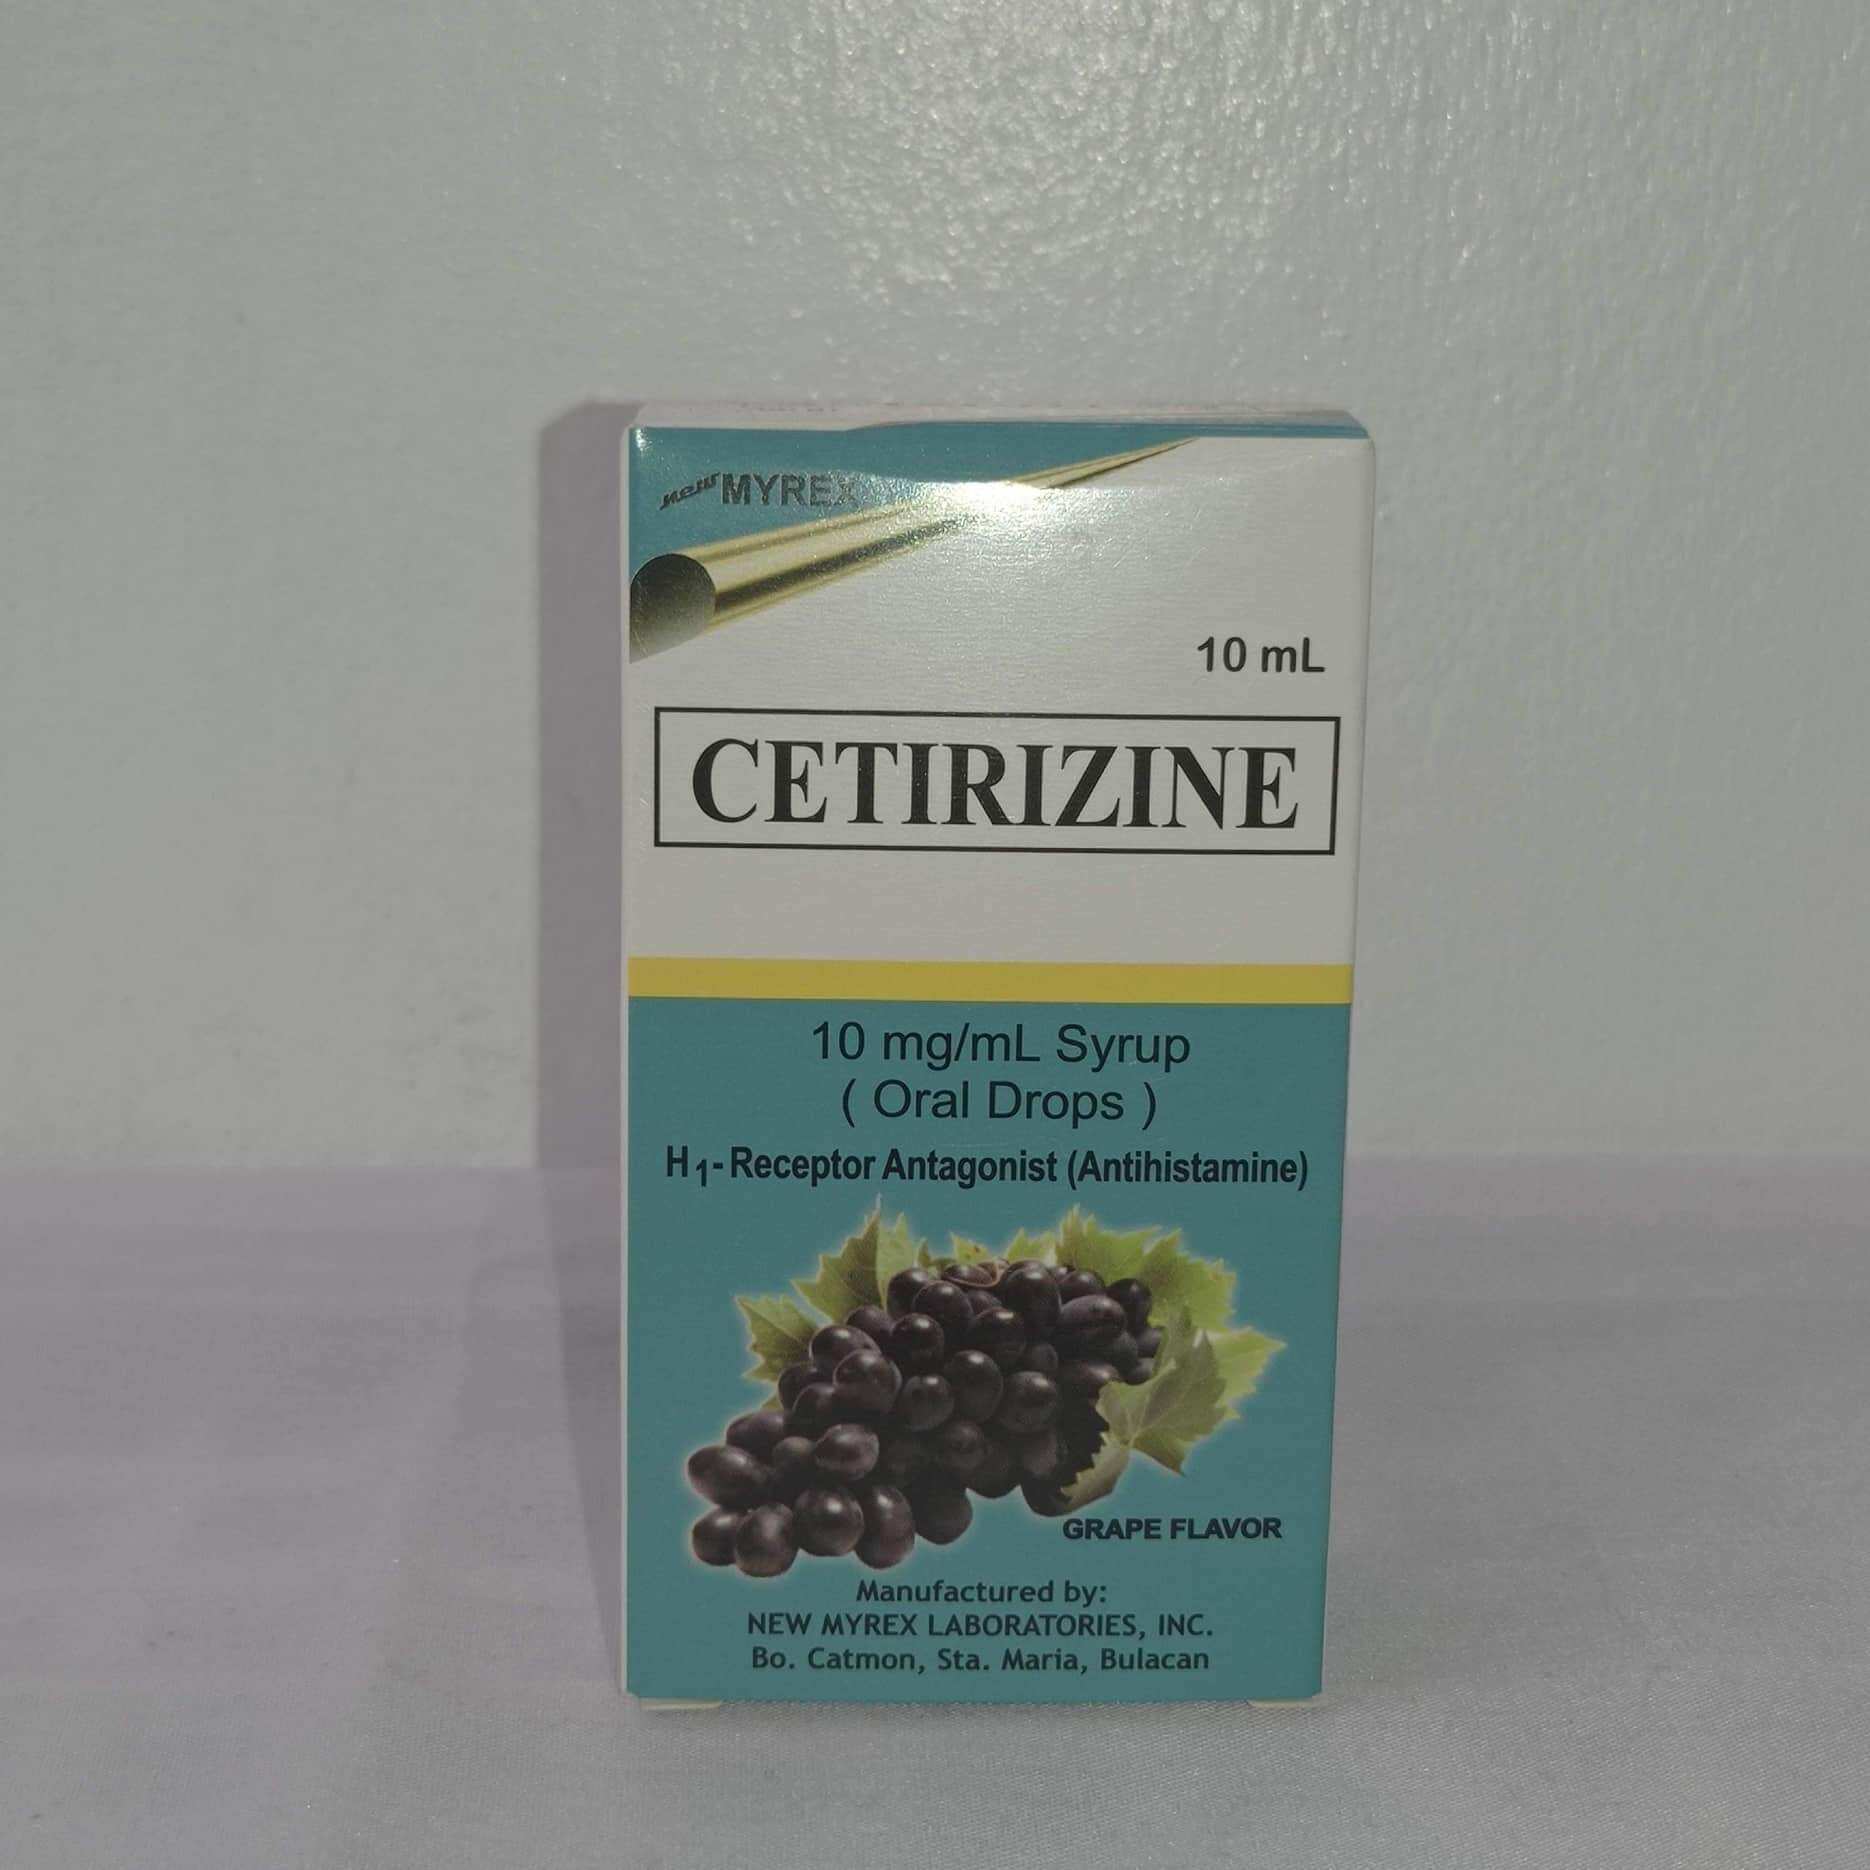 new MYREX
10 mL
CETIRIZINE
10 mg/mL Syrup
( Oral Drops )
H1-Receptor Antagonist (Antihistamine)
GRAPE FLAVOR
Manufactured by:
NEW MYREX LABORATORIES, INC.
Bo. Catmon, Sta. Maria, Bulacan